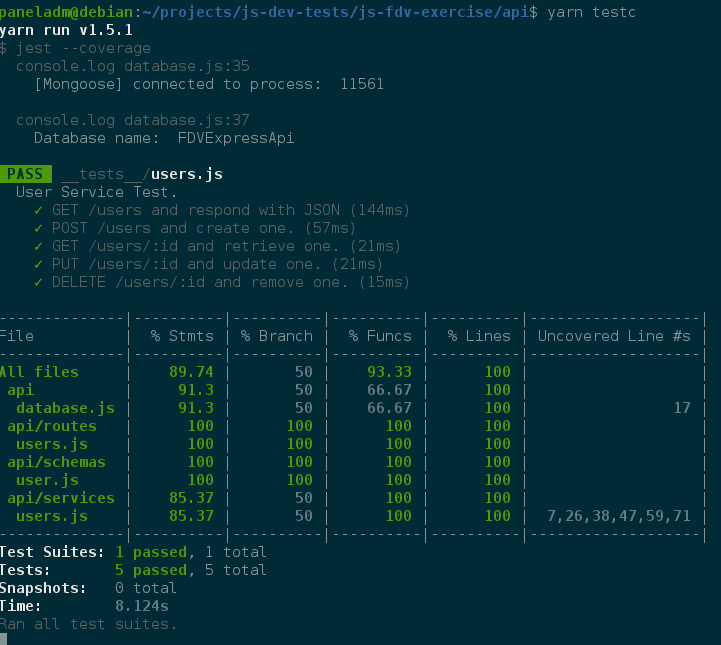 paneladm@debian:~/projects/js-dev-tests/js-fdv-exercise/api$ yarn testc
yarn run v1.5.1
$ jest --coverage
  console.log database.js:35
    [Mongoose] connected to process:  11561

  console.log database.js:37
    Database name:  FDVExpressApi

 PASS  __tests__/users.js
  User Service Test.
    ✓ GET /users and respond with JSON (144ms)
    ✓ POST /users and create one. (57ms)
    ✓ GET /users/:id and retrieve one. (21ms)
    ✓ PUT /users/:id and update one. (21ms)
    ✓ DELETE /users/:id and remove one. (15ms)

--------------|----------|----------|----------|----------|-------------------|
File          |  % Stmts | % Branch |  % Funcs |  % Lines | Uncovered Line #s |
--------------|----------|----------|----------|----------|-------------------|
All files     |    89.74 |       50 |    93.33 |      100 |                   |
 api          |     91.3 |       50 |    66.67 |      100 |                   |
  database.js |     91.3 |       50 |    66.67 |      100 |                17 |
 api/routes   |      100 |      100 |      100 |      100 |                   |
  users.js    |      100 |      100 |      100 |      100 |                   |
 api/schemas  |      100 |      100 |      100 |      100 |                   |
  user.js     |      100 |      100 |      100 |      100 |                   |
 api/services |    85.37 |       50 |      100 |      100 |                   |
  users.js    |    85.37 |       50 |      100 |      100 |  7,26,38,47,59,71 |
--------------|----------|----------|----------|----------|-------------------|
Test Suites: 1 passed, 1 total
Tests:       5 passed, 5 total
Snapshots:   0 total
Time:        8.124s
Ran all test suites.